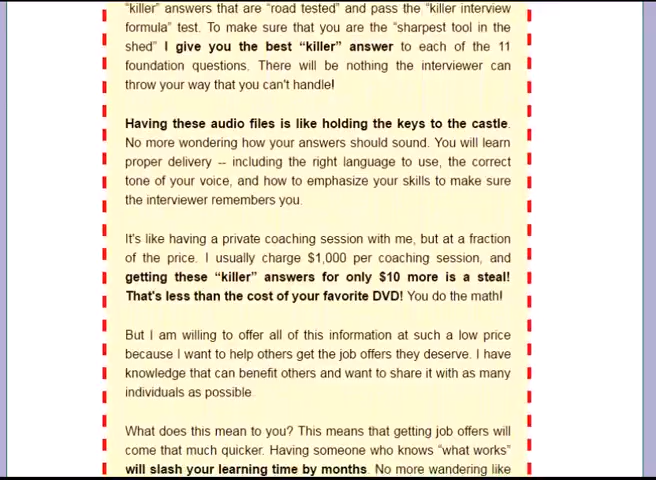 "killer" answers that are "road tested" and pass the "killer interview
formula" test. To make sure that you are the "sharpest tool in the
shed" I give you the best "killer" answer to each of the 11
foundation questions. There will be nothing the interviewer can
throw your way that you can't handle!
Having these audio files is like holding the keys to the castle.
No more wondering how your answers should sound. You will learn
proper delivery -- including the right language to use, the correct
tone of your voice, and how to emphasize your skills to make sure
the interviewer remembers you.
It's like having a private coaching session with me, but at a fraction
of the price. I usually charge $1,000 per coaching session, and
getting these "killer" answers for only $10 more is a steal!
That's less than the cost of your favorite DVD! You do the math!
But I am willing to offer all of this information at such a low price
because I want to help others get the job offers they deserve. I have
knowledge that can benefit others and want to share it with as many
individuals as possible.
What does this mean to you? This means that getting job offers will
come that much quicker. Having someone who knows "what works"
will slash your learning time by months. No more wandering like